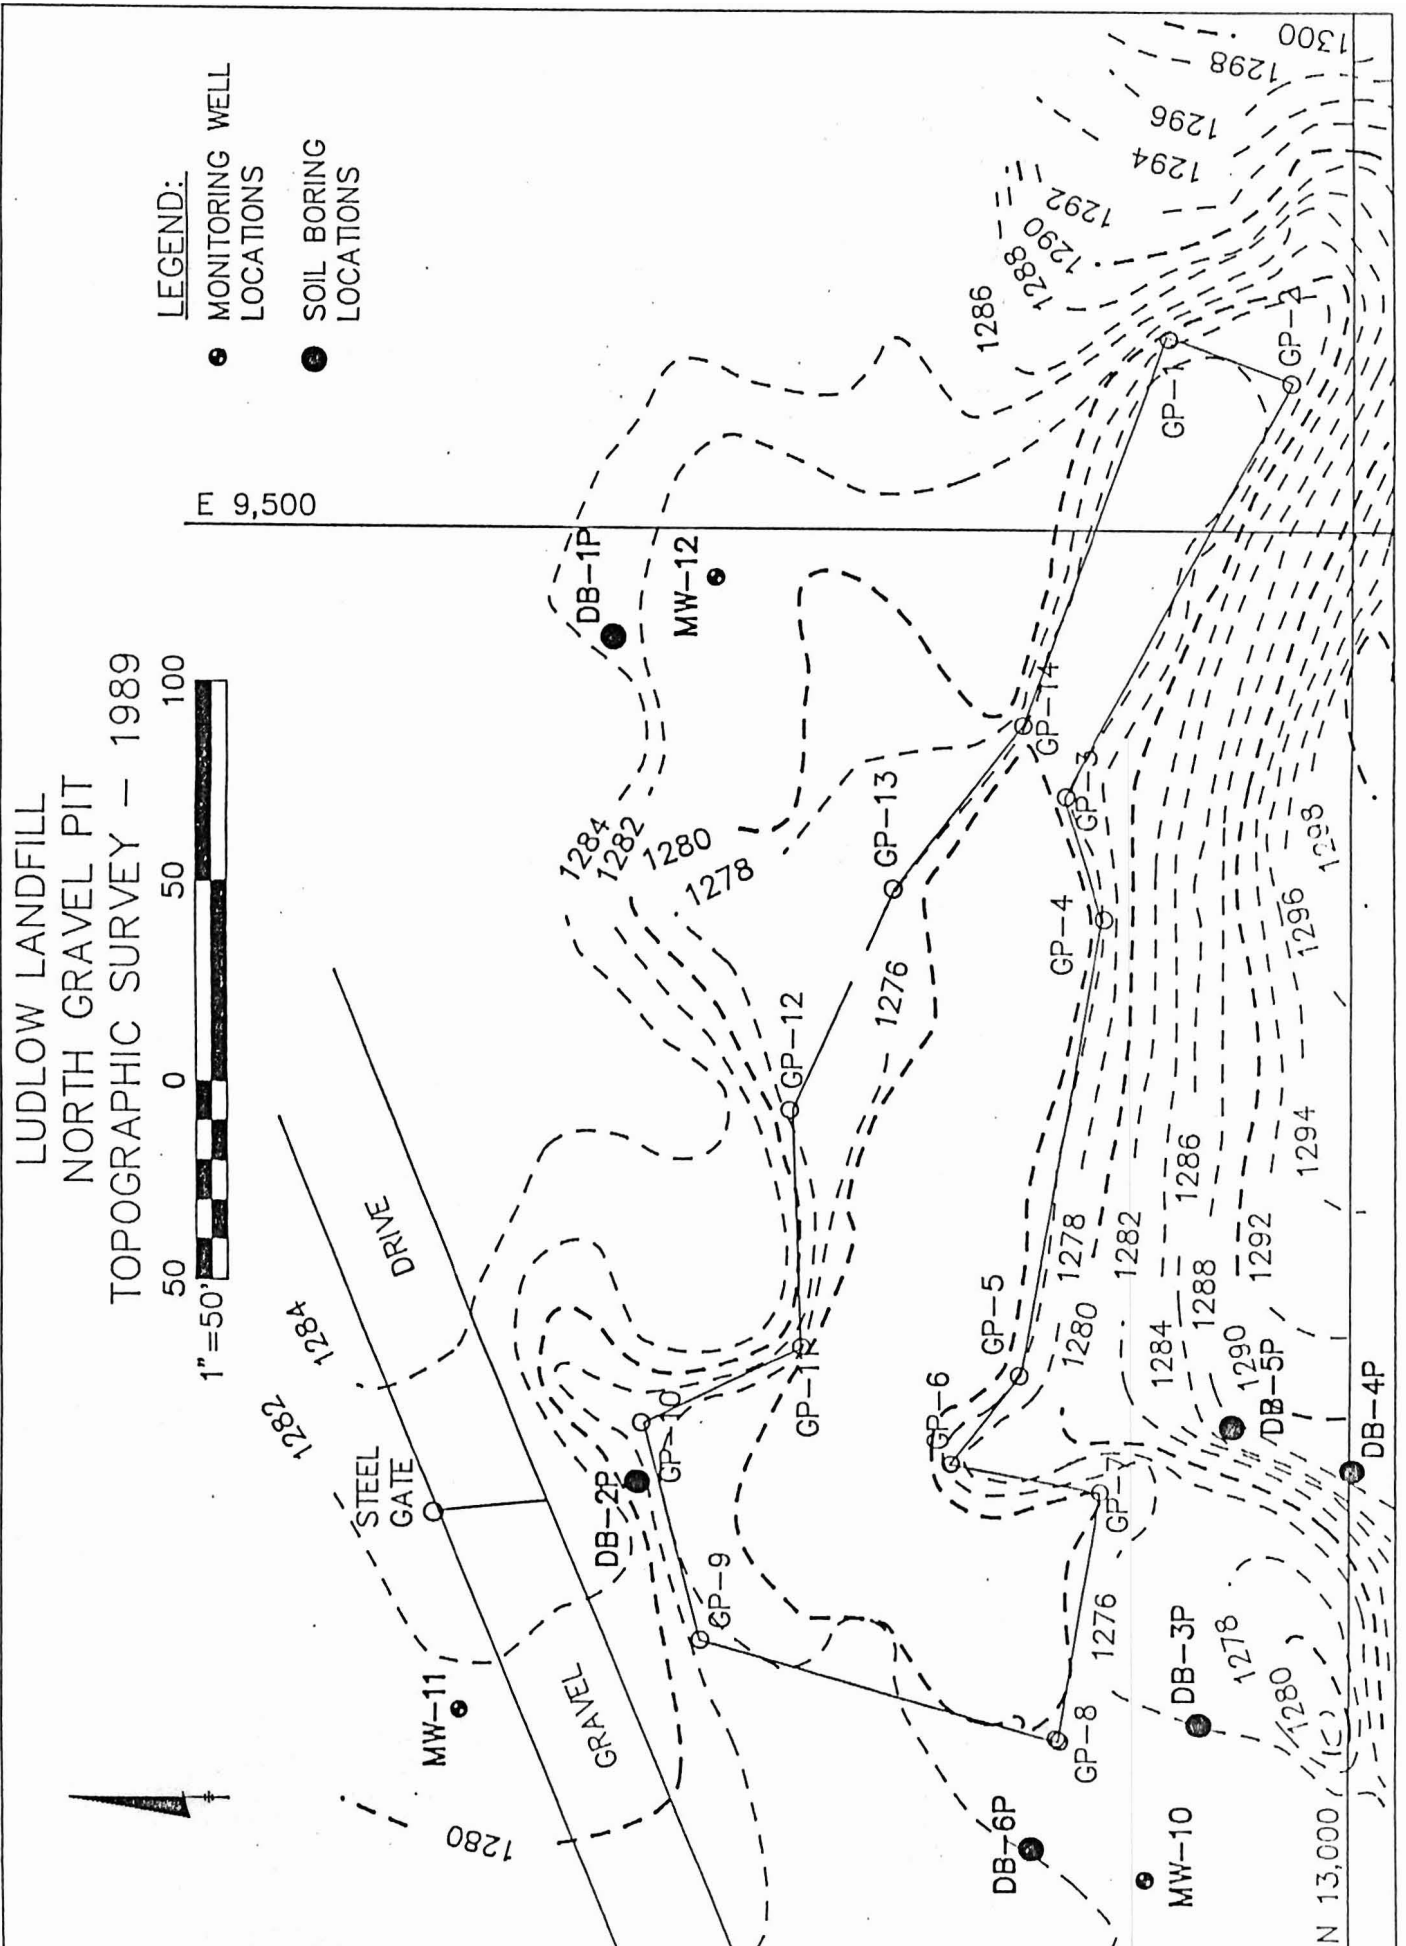 LUDLOW LANDFILL
NORTH GRAVEL PIT
TOPOGRAPHIC SURVEY - 1989
50
0
50
100
1"=50'
LEGEND:
MONITORING WELL
LOCATIONS
SOIL BORING
LOCATIONS
E 9,500
N 13,000
GRAVEL
DRIVE
STEEL
GATE
MW-11
MW-12
MW-10
DB-1P
DB-2P
DB-3P
DB-4P
DB-5P
DB-6P
GP-1
GP-2
GP-3
GP-4
GP-5
GP-6
GP-7
GP-8
GP-9
GP-10
GP-11
GP-12
GP-13
GP-14
1284
1282
1280
1284
1282
1280
1278
1276
1286
1288
1290
1292
1294
1296
1298
1300
1278
1280
1282
1284
1286
1288
1290
1292
1294
1296
1298
1276
1278
1280